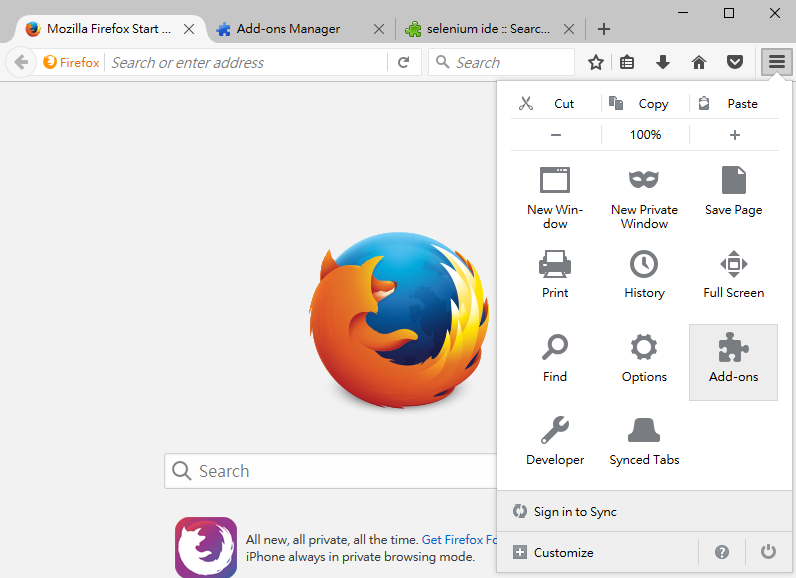 Mozilla Firefox Start ...
Add-ons Manager
selenium ide :: Searc...
Firefox
Search or enter address
Search
Cut
Copy
Paste
100%
New Win-
dow
New Private
Window
Save Page
Print
History
Full Screen
Find
Options
Add-ons
Developer
Synced Tabs
Search
Sign in to Sync
All new, all private, all the time. Get Firefox Fo
iPhone always in private browsing mode.
Customize